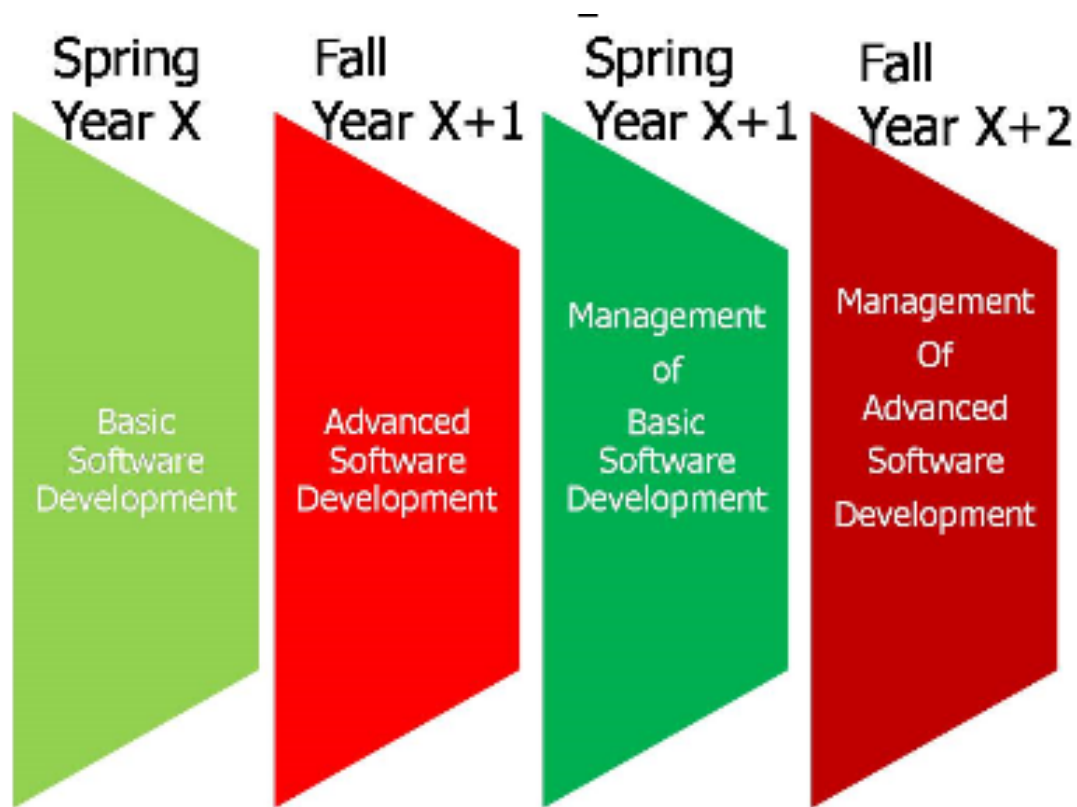 Spring
Year X
Fall
Year X+1
Spring
Year X+1
Fall
Year X+2
Basic
Software
Development
Advanced
Software
Development
Management
of
Basic
Software
Development
Management
Of
Advanced
Software
Development